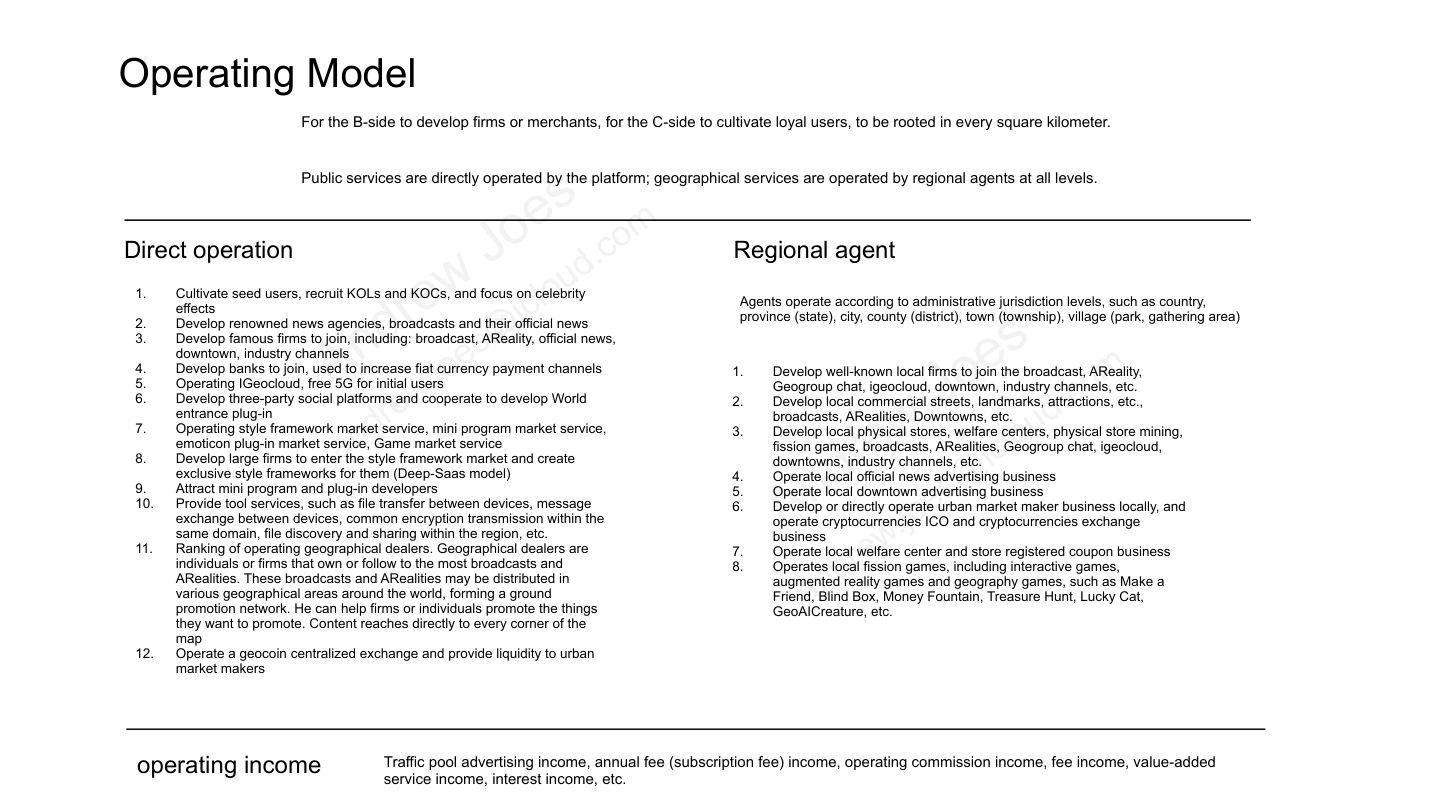 Operating Model
For the B-side to develop firms or merchants, for the C-side to cultivate loyal users, to be rooted in every square kilometer.
Public services are directly operated by the platform; geographical services are operated by regional agents at all levels.
Direct operation
1. Cultivate seed users, recruit KOLs and KOCs, and focus on celebrity
effects
2. Develop renowned news agencies, broadcasts and their official news
3. Develop famous firms to join, including: broadcast, AReality, official news,
downtown, industry channels
4. Develop banks to join, used to increase fiat currency payment channels
5. Operating IGeocloud, free 5G for initial users
6. Develop three-party social platforms and cooperate to develop World
entrance plug-in
7. Operating style framework market service, mini program market service,
emoticon plug-in market service, Game market service
8. Develop large firms to enter the style framework market and create
exclusive style frameworks for them (Deep-Saas model)
9. Attract mini program and plug-in developers
10. Provide tool services, such as file transfer between devices, message
exchange between devices, common encryption transmission within the
same domain, file discovery and sharing within the region, etc.
11. Ranking of operating geographical dealers. Geographical dealers are
individuals or firms that own or follow to the most broadcasts and
ARealities. These broadcasts and ARealities may be distributed in
various geographical areas around the world, forming a ground
promotion network. He can help firms or individuals promote the things
they want to promote. Content reaches directly to every corner of the
map
12. Operate a geocoin centralized exchange and provide liquidity to urban
market makers
Regional agent
Agents operate according to administrative jurisdiction levels, such as country,
province (state), city, county (district), town (township), village (park, gathering area)
1. Develop well-known local firms to join the broadcast, AReality,
Geogroup chat, igeocloud, downtown, industry channels, etc.
2. Develop local commercial streets, landmarks, attractions, etc.,
broadcasts, ARealities, Downtowns, etc.
3. Develop local physical stores, welfare centers, physical store mining,
fission games, broadcasts, ARealities, Geogroup chat, igeocloud,
downtowns, industry channels, etc.
4. Operate local official news advertising business
5. Operate local downtown advertising business
6. Develop or directly operate urban market maker business locally, and
operate cryptocurrencies ICO and cryptocurrencies exchange
business
7. Operate local welfare center and store registered coupon business
8. Operates local fission games, including interactive games,
augmented reality games and geography games, such as Make a
Friend, Blind Box, Money Fountain, Treasure Hunt, Lucky Cat,
GeoAICreature, etc.
operating income
Traffic pool advertising income, annual fee (subscription fee) income, operating commission income, fee income, value-added
service income, interest income, etc.